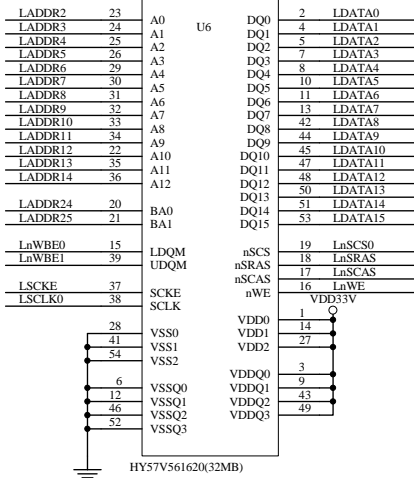 LADDR2 23 A0 U6 DQ0 2 LDATA0
LADDR3 24 A1 DQ1 4 LDATA1
LADDR4 25 A2 DQ2 5 LDATA2
LADDR5 26 A3 DQ3 7 LDATA3
LADDR6 29 A4 DQ4 8 LDATA4
LADDR7 30 A5 DQ5 10 LDATA5
LADDR8 31 A6 DQ6 11 LDATA6
LADDR9 32 A7 DQ7 13 LDATA7
LADDR10 33 A8 DQ8 42 LDATA8
LADDR11 34 A9 DQ9 44 LDATA9
LADDR12 22 A10 DQ10 45 LDATA10
LADDR13 35 A11 DQ11 47 LDATA11
LADDR14 36 A12 DQ12 48 LDATA12
DQ13 50 LDATA13
LADDR24 20 BA0 DQ14 51 LDATA14
LADDR25 21 BA1 DQ15 53 LDATA15
LnWBE0 15 LDQM nSCS 19 LnSCS0
LnWBE1 39 UDQM nSRAS 18 LnSRAS
nSCAS 17 LnSCAS
LSCKE 37 SCKE nWE 16 LnWE
LSCLK0 38 SCLK VDD33V
28 VSS0 VDD0 1
41 VSS1 VDD1 14
54 VSS2 VDD2 27
6 VSSQ0 VDDQ0 3
12 VSSQ1 VDDQ1 9
46 VSSQ2 VDDQ2 43
52 VSSQ3 VDDQ3 49
HY57V561620(32MB)